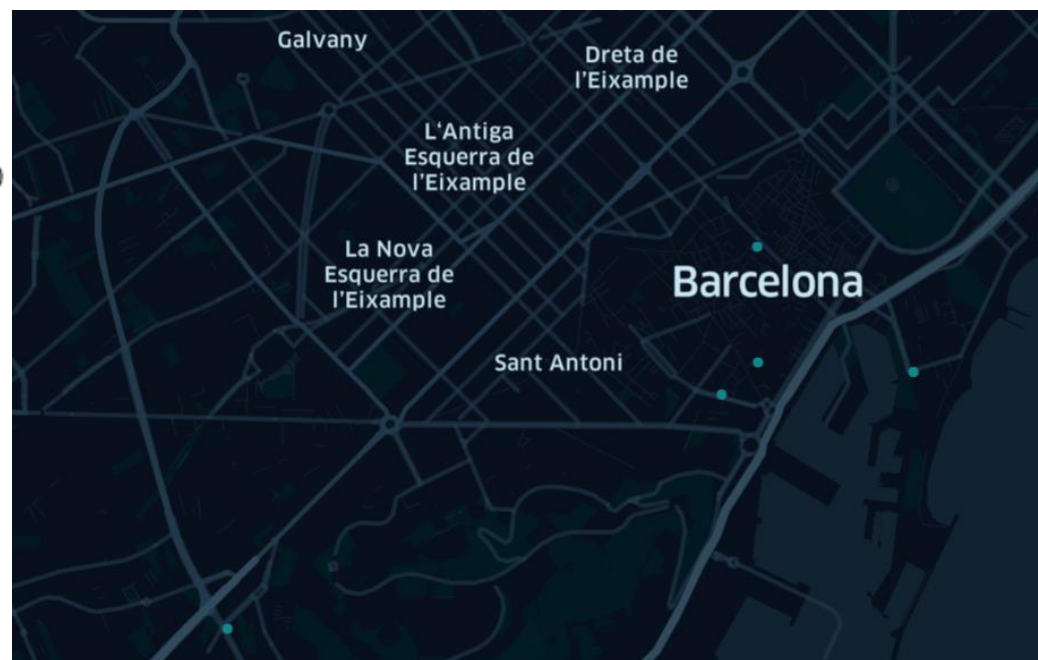 Galvany
Dreta de
l'Eixample
L‘Antiga
Esquerra de
l'Eixample
La Nova
Esquerra de
l'Eixample
Barcelona
Sant Antoni